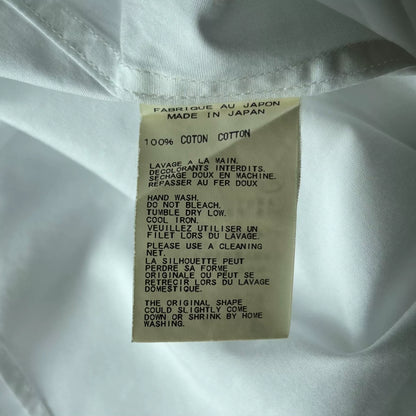 FABRIQUE AU JAPON
MADE IN JAPAN
100% COTON COTTON
LAVAGE A LA MAIN.
DECOLORANTS INTERDITS.
SECHAGE DOUX EN MACHINE.
REPASSER AU FER DOUX
HAND WASH.
DO NOT BLEACH.
TUMBLE DRY LOW.
COOL IRON.
VEUILLEZ UTILISER UN
FILET LORS DU LAVAGE.
PLEASE USE A CLEANING
NET.
LA SILHOUETTE PEUT
PERDRE SA FORME
ORIGINALE OU PEUT SE
RETRECIR LORS DU LAVAGE
DOMESTIQUE.
THE ORIGINAL SHAPE
COULD SLIGHTLY COME
DOWN OR SHRINK BY HOME
WASHING.